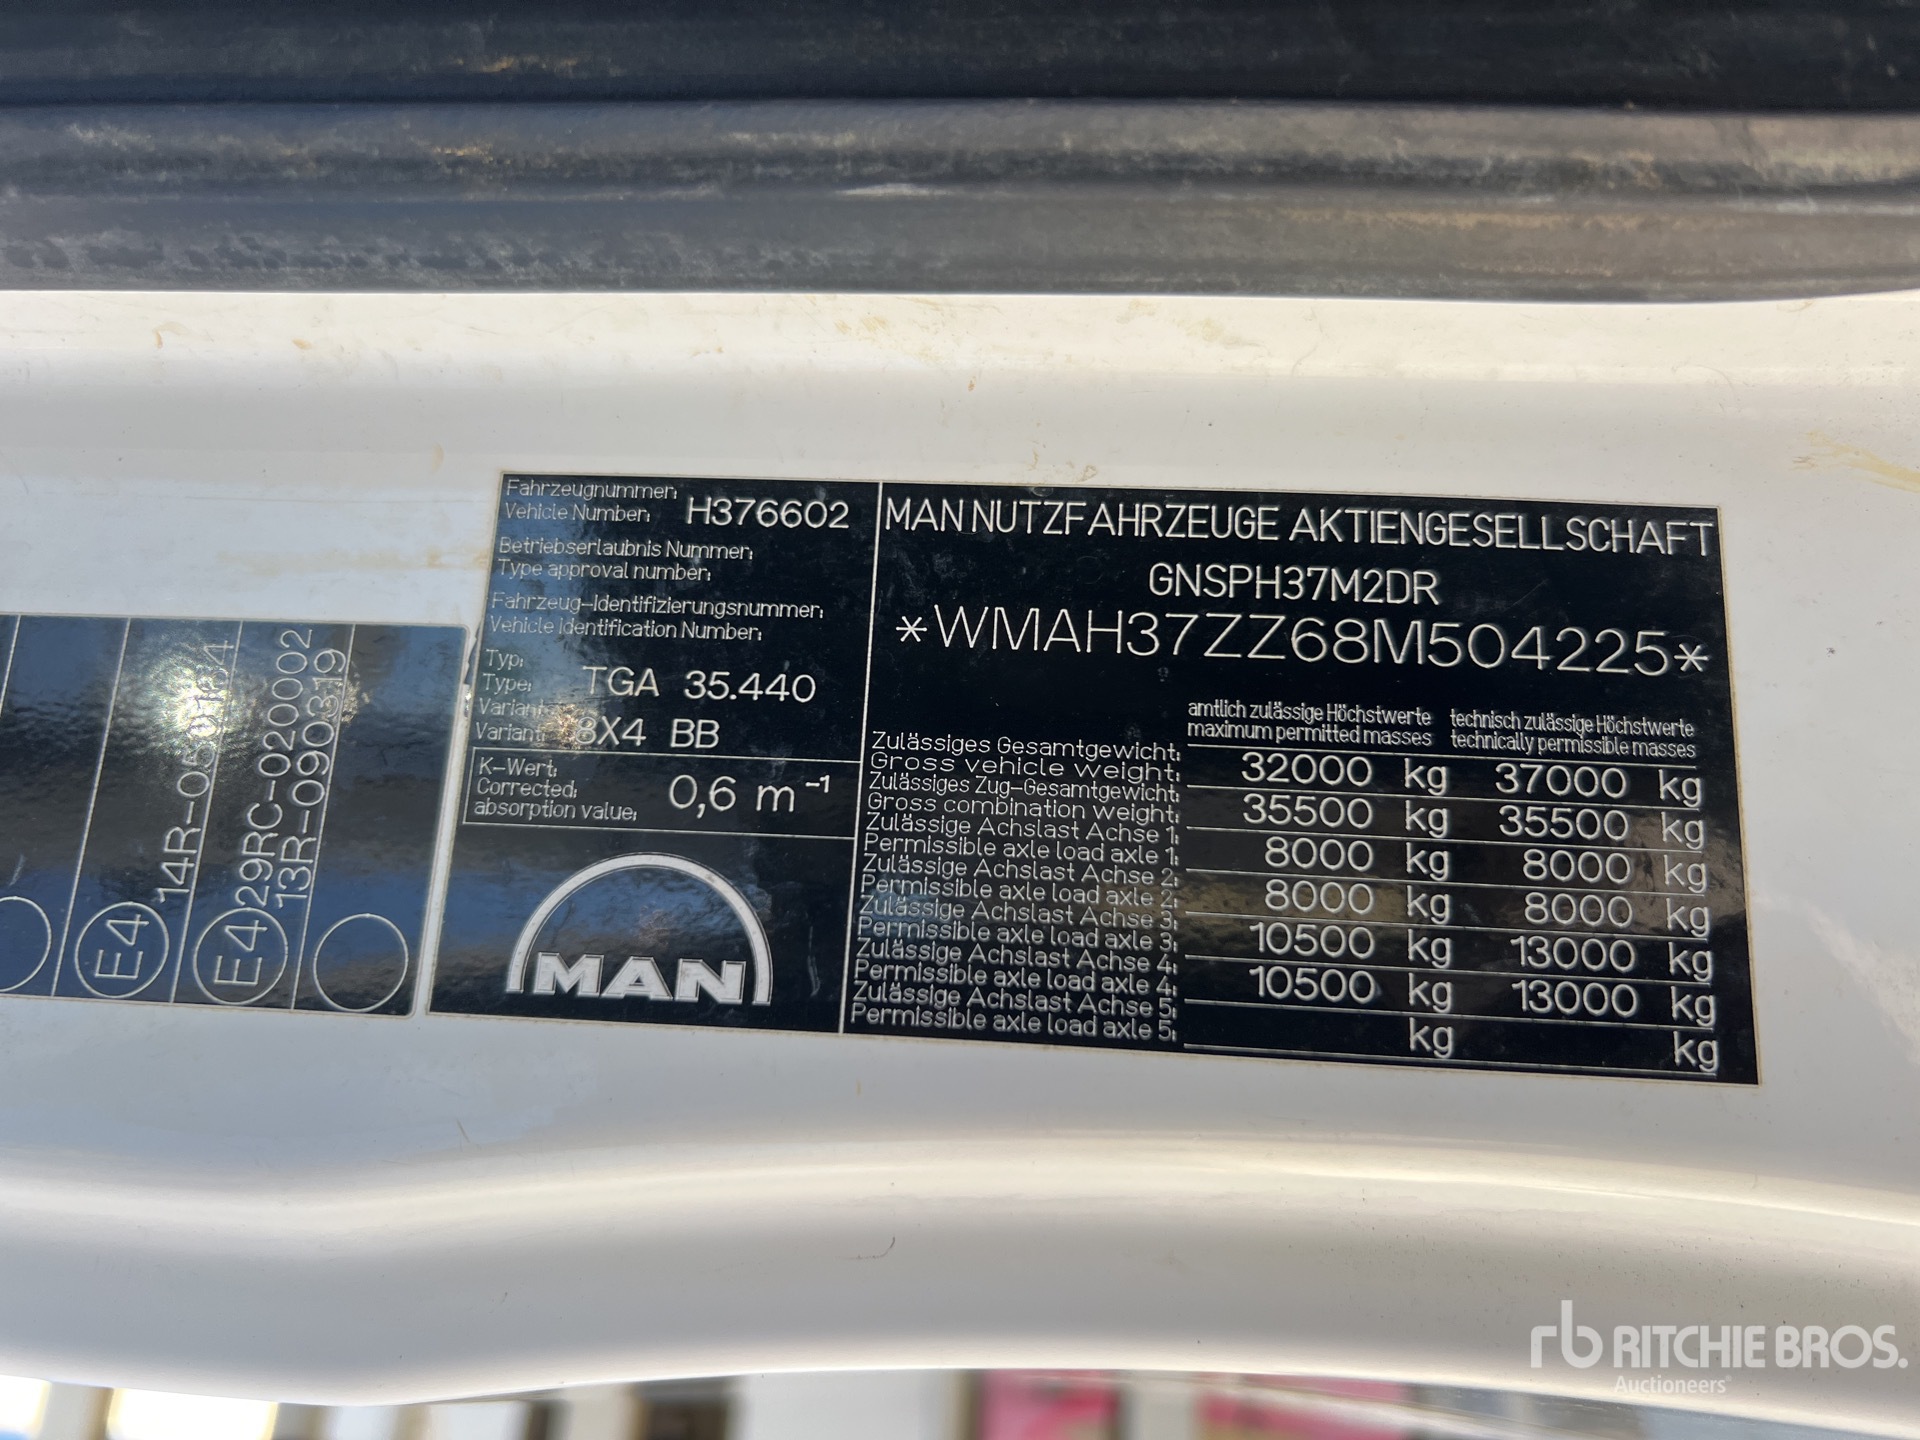 14R-050164
E4
29RC-020002
E4
13R-090319
Fahrzeugnummer:
Vehicle Number: H376602
Betriebserlaubnis Nummer:
Type approval number:
Fahrzeug-Identifizierungsnummer:
Vehicle Identification Number:
Typ:
Type: TGA 35.440
Variant:
Variant: 8X4 BB
K-Wert:
Corrected:
absorption value: 0,6 m⁻¹
MAN
MAN NUTZFAHRZEUGE AKTIENGESELLSCHAFT
GNSPH37M2DR
*WMAH37ZZ68M504225*
amtlich zulässige Höchstwerte technisch zulässige Höchstwerte
maximum permitted masses technically permissible masses
Zulässiges Gesamtgewicht:
Gross vehicle weight: 32000 kg 37000 kg
Zulässiges Zug-Gesamtgewicht:
Gross combination weight: 35500 kg 35500 kg
Zulässige Achslast Achse 1:
Permissible axle load axle 1: 8000 kg 8000 kg
Zulässige Achslast Achse 2:
Permissible axle load axle 2: 8000 kg 8000 kg
Zulässige Achslast Achse 3:
Permissible axle load axle 3: 10500 kg 13000 kg
Zulässige Achslast Achse 4:
Permissible axle load axle 4: 10500 kg 13000 kg
Zulässige Achslast Achse 5:
Permissible axle load axle 5: kg kg
rb RITCHIE BROS.
Auctioneers